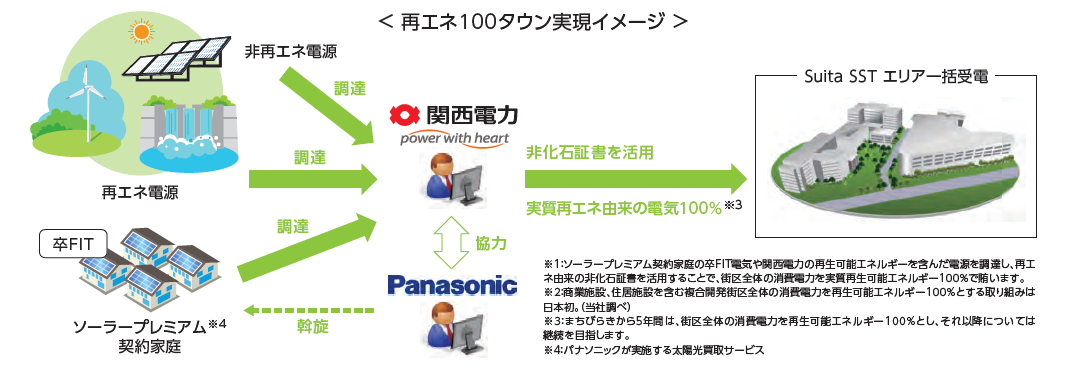 ＜ 再エネ100タウン実現イメージ ＞
非再エネ電源
調達
Suita SST エリア一括受電
関西電力
power with heart
調達
非化石証書を活用
再エネ電源
実質再エネ由来の電気100%※3
調達
卒FIT
協力
Panasonic
ソーラープレミアム※4
契約家庭
斡旋
※1：ソーラープレミアム契約家庭の卒FIT電気や関西電力の再生可能エネルギーを含んだ電源を調達し、再エ
ネ由来の非化石証書を活用することで、街区全体の消費電力を実質再生可能エネルギー100%で賄います。
※2：商業施設、住居施設を含む複合開発街区全体の消費電力を再生可能エネルギー100%とする取り組みは
日本初。（当社調べ）
※3：まちびらきから5年間は、街区全体の消費電力を再生可能エネルギー100%とし、それ以降については
継続を目指します。
※4：パナソニックが実施する太陽光買取サービス